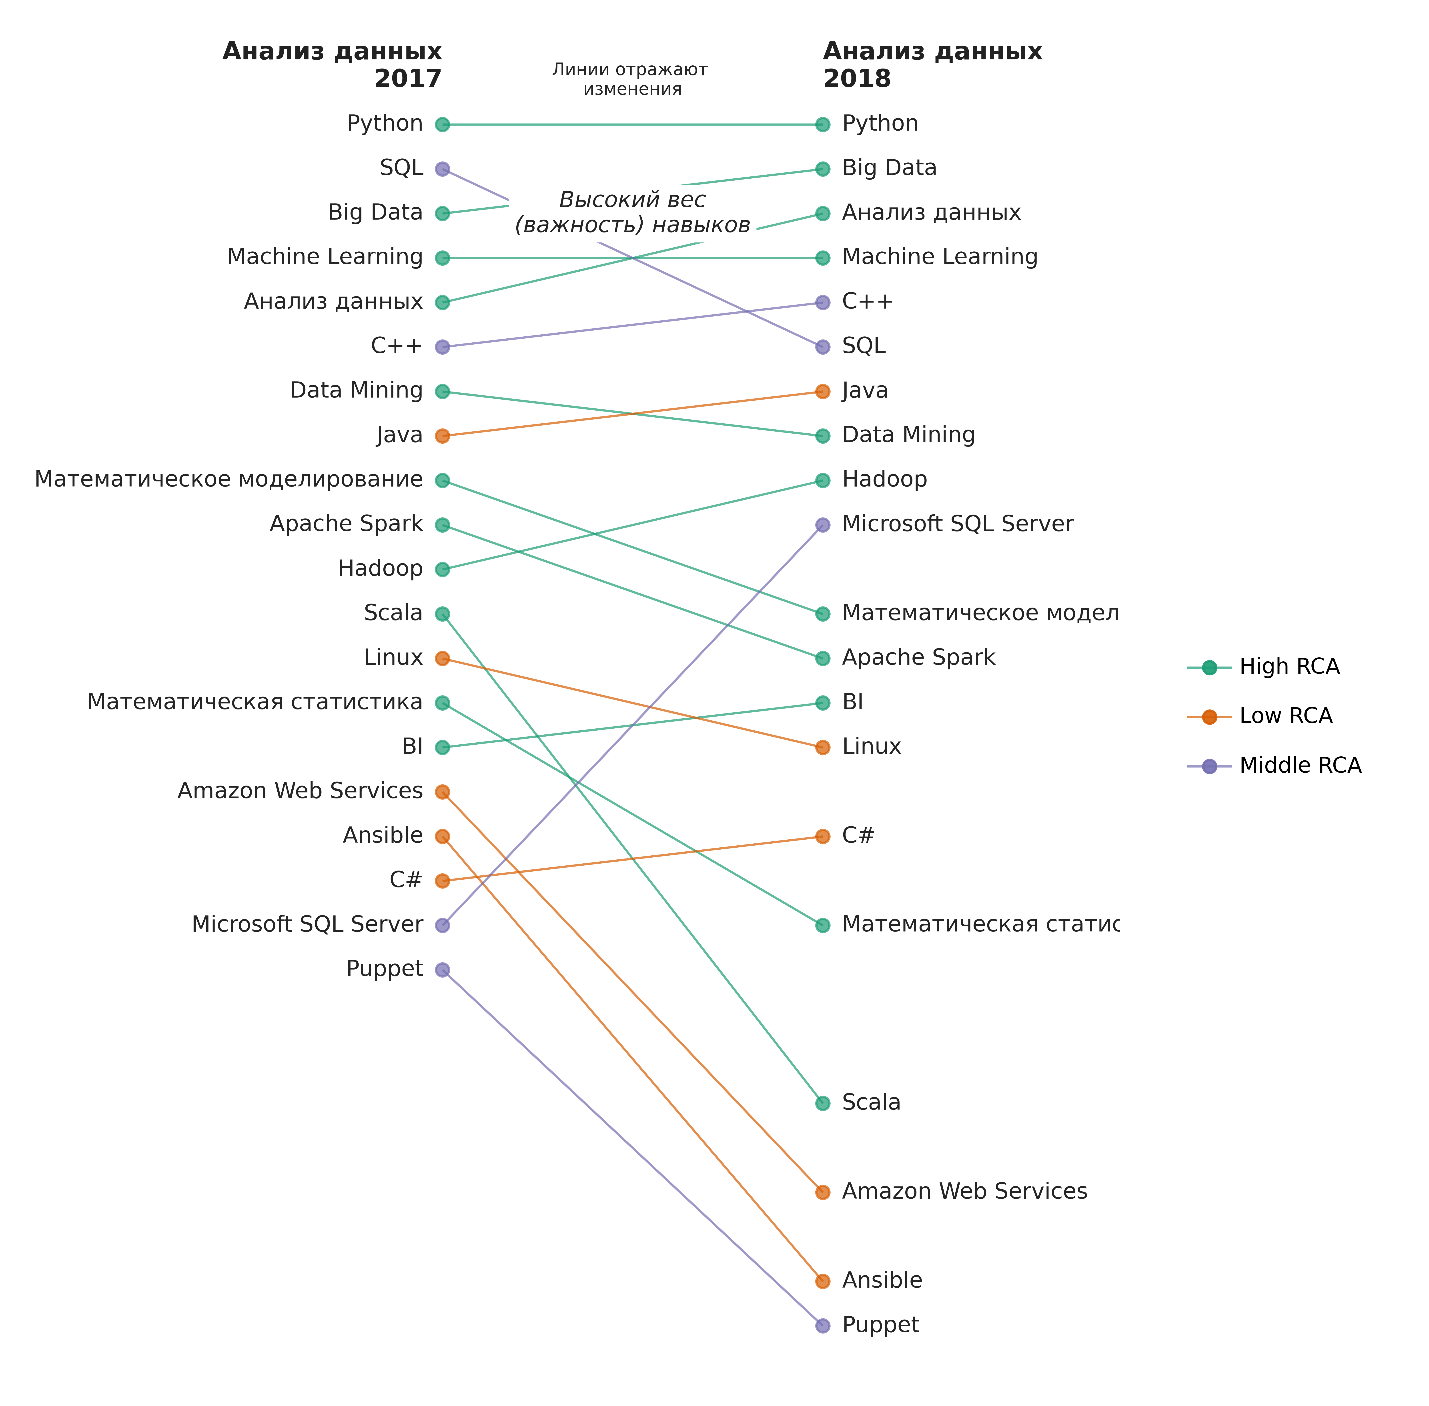 Анализ данных
2017
Линии отражают
изменения
Анализ данных
2018
Python
SQL
Big Data
Machine Learning
Анализ данных
C++
Data Mining
Java
Математическое моделирование
Apache Spark
Hadoop
Scala
Linux
Математическая статистика
BI
Amazon Web Services
Ansible
C#
Microsoft SQL Server
Puppet
Высокий вес
(важность) навыков
Python
Big Data
Анализ данных
Machine Learning
C++
SQL
Java
Data Mining
Hadoop
Microsoft SQL Server
Математическое модел
Apache Spark
BI
Linux
C#
Математическая статис
Scala
Amazon Web Services
Ansible
Puppet
High RCA
Low RCA
Middle RCA